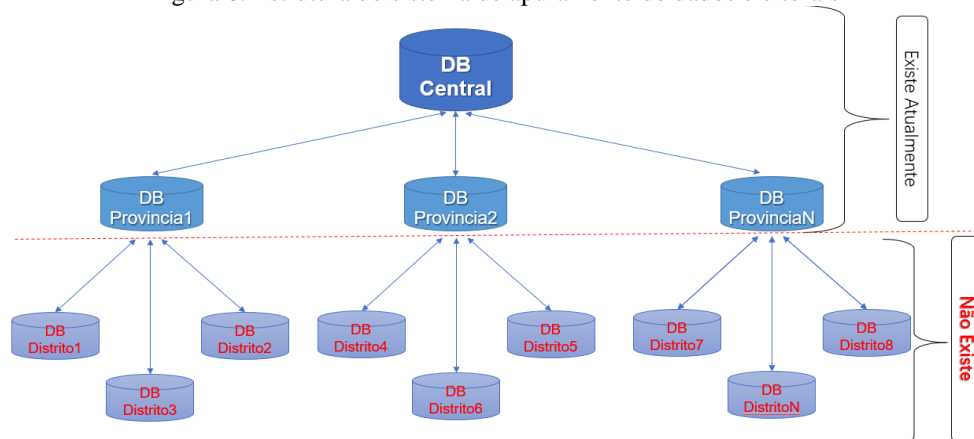 DB
Central
Existe Atualmente
DB
Provincia1
DB
Provincia2
DB
ProvinciaN
DB
Distrito1
DB
Distrito2
DB
Distrito4
DB
Distrito5
DB
Distrito7
DB
Distrito8
DB
Distrito3
DB
Distrito6
DB
DistritoN
Não Existe